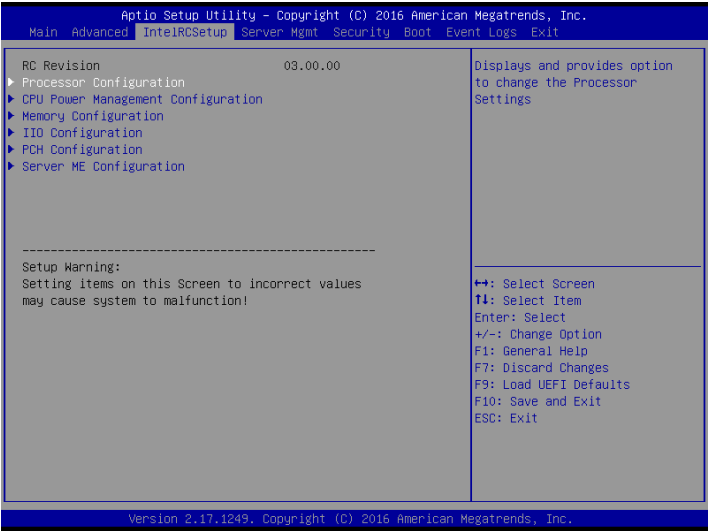 Aptio Setup Utility – Copyright (C) 2016 American Megatrends, Inc.
Main Advanced IntelRCSetup Server Mgmt Security Boot Event Logs Exit
RC Revision 03.00.00
Processor Configuration
CPU Power Management Configuration
Memory Configuration
IIO Configuration
PCH Configuration
Server ME Configuration
--------------------------------------------------
Setup Warning:
Setting items on this Screen to incorrect values
may cause system to malfunction!
Displays and provides option
to change the Processor
Settings
↔: Select Screen
↑↓: Select Item
Enter: Select
+/-: Change Option
F1: General Help
F7: Discard Changes
F9: Load UEFI Defaults
F10: Save and Exit
ESC: Exit
Version 2.17.1249. Copyright (C) 2016 American Megatrends, Inc.